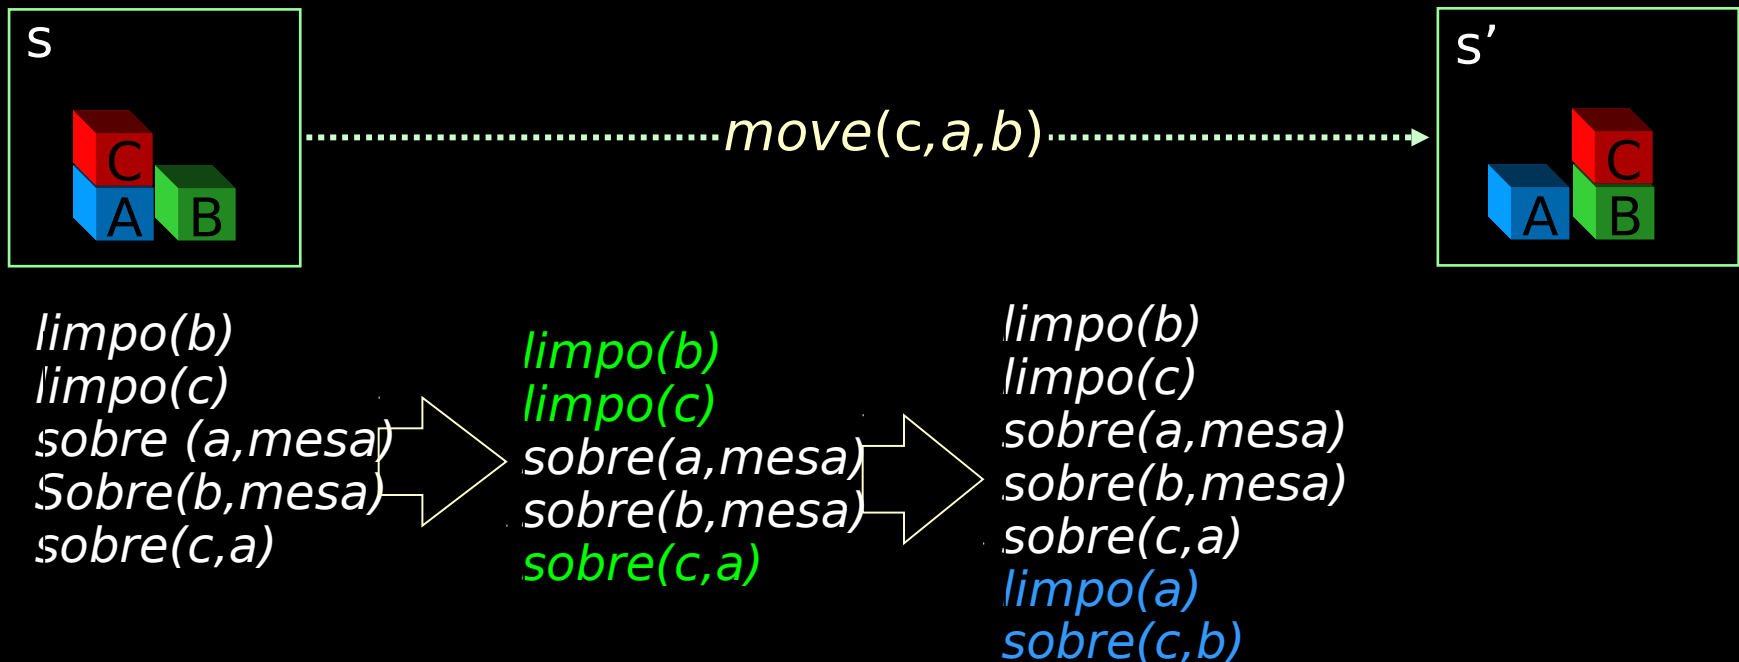 s
move(c,a,b)
s’
C
A
B
C
A
B
limpo(b)
limpo(c)
sobre (a,mesa)
Sobre(b,mesa)
sobre(c,a)
limpo(b)
limpo(c)
sobre(a,mesa)
sobre(b,mesa)
sobre(c,a)
limpo(b)
limpo(c)
sobre(a,mesa)
sobre(b,mesa)
sobre(c,a)
limpo(a)
sobre(c,b)